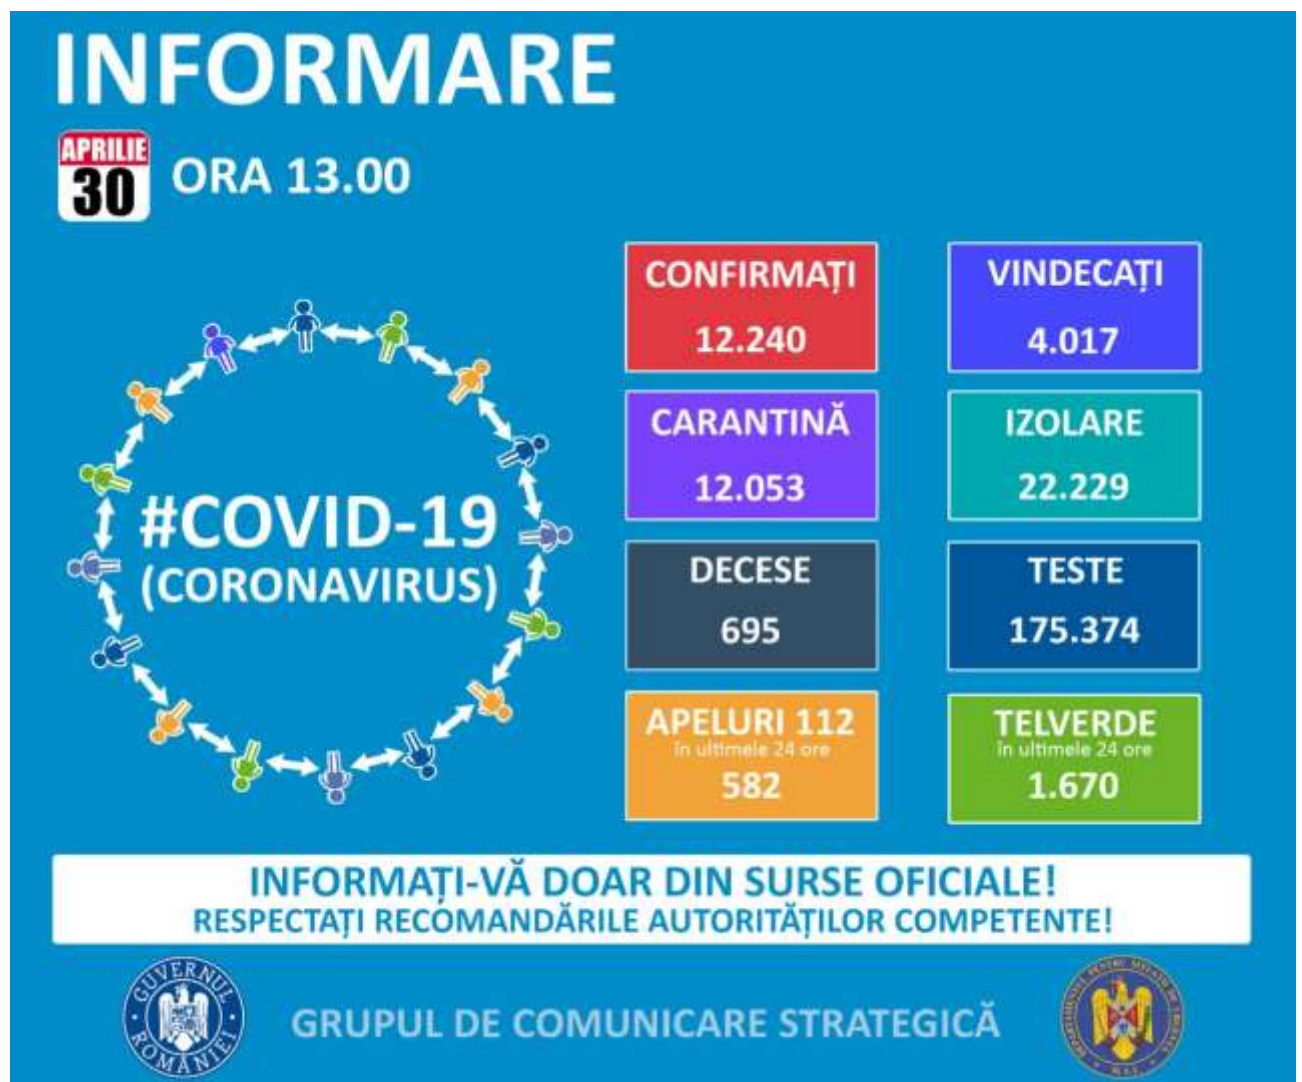 INFORMARE
APRILIE
30
ORA 13.00
CONFIRMAȚI
12.240
VINDECAȚI
4.017
CARANTINĂ
12.053
IZOLARE
22.229
#COVID-19
(CORONAVIRUS)
DECESE
695
TESTE
175.374
APELURI 112
în ultimele 24 ore
582
TELVERDE
în ultimele 24 ore
1.670
INFORMAȚI-VĂ DOAR DIN SURSE OFICIALE!
RESPECTAȚI RECOMANDĂRILE AUTORITĂȚILOR COMPETENTE!
GUVERNUL
ROMÂNIEI
GRUPUL DE COMUNICARE STRATEGICĂ